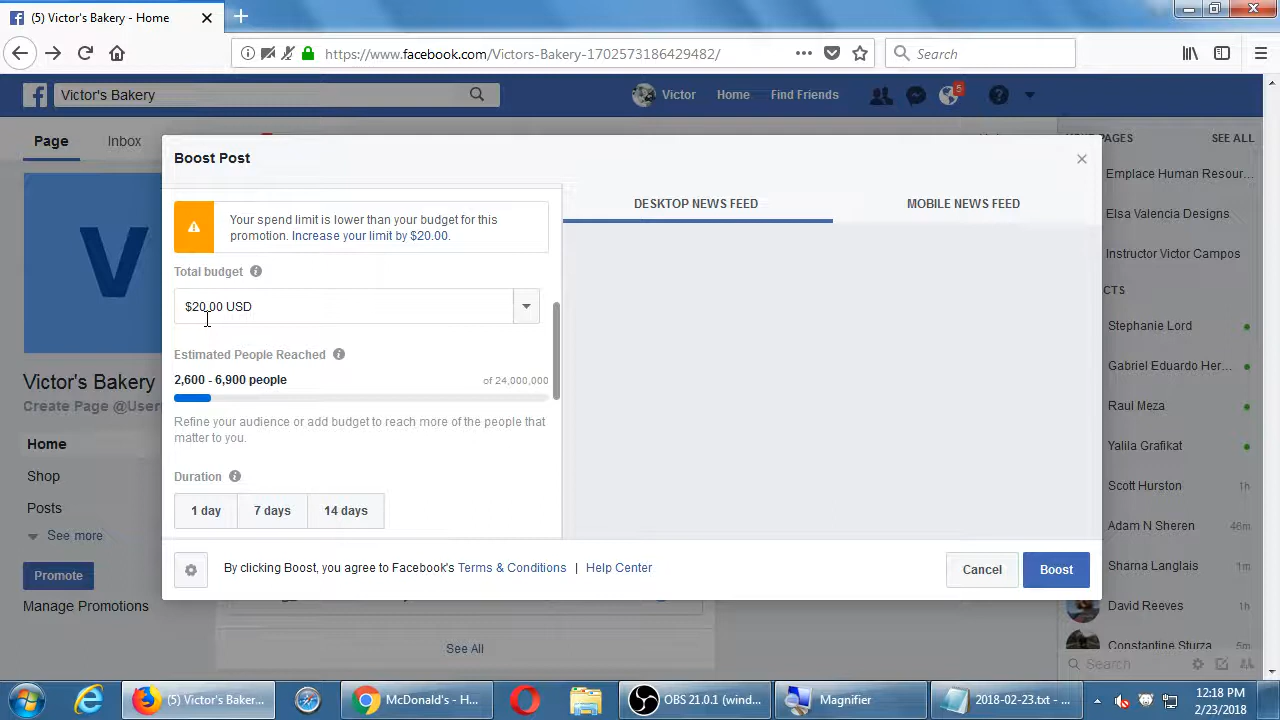 (5) Victor's Bakery - Home
https://www.facebook.com/Victors-Bakery-1702573186429482/
Search
Victor's Bakery
Victor
Home
Find Friends
5
Page
Inbox
PAGES
SEE ALL
Boost Post
Your spend limit is lower than your budget for this
promotion. Increase your limit by $20.00.
Total budget
$20.00 USD
Estimated People Reached
2,600 - 6,900 people
of 24,000,000
Refine your audience or add budget to reach more of the people that
matter to you.
Duration
1 day
7 days
14 days
DESKTOP NEWS FEED
MOBILE NEWS FEED
By clicking Boost, you agree to Facebook's Terms & Conditions | Help Center
Cancel
Boost
V
Victor's Bakery
Create Page @User
Home
Shop
Posts
See more
Promote
Manage Promotions
See All
Emplace Human Resour...
Elsa Valencia Designs
Instructor Victor Campos
CTS
Stephanie Lord
Gabriel Eduardo Her...
Raul Meza
Yalila Grafikat
Scott Hurston 1h
Adam N Sheren 46m
Sharna Langlais 1m
David Reeves 1h
Constantine Sturza 5m
Search
(5) Victor's Baker...
McDonald's - H...
OBS 21.0.1 (wind...
Magnifier
2018-02-23.txt - ...
12:18 PM
2/23/2018